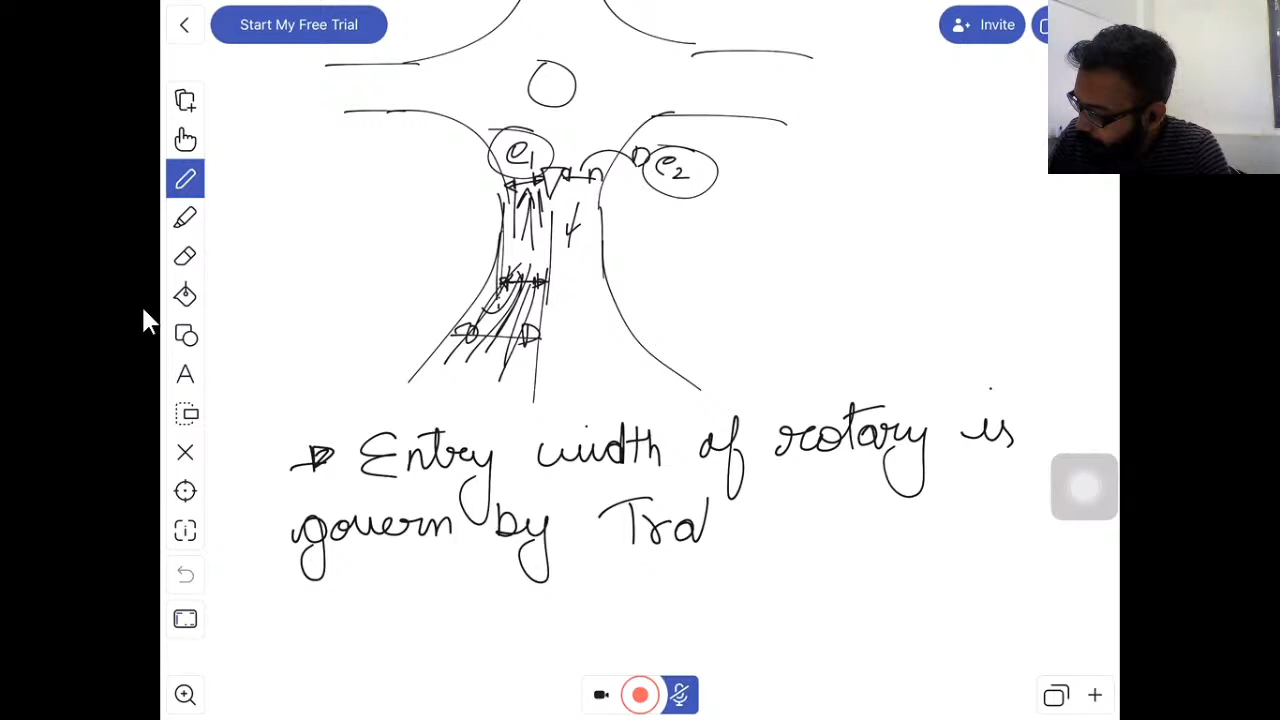 Start My Free Trial
Invite
e1
e2
Entry width of rotary is
govern by Tra